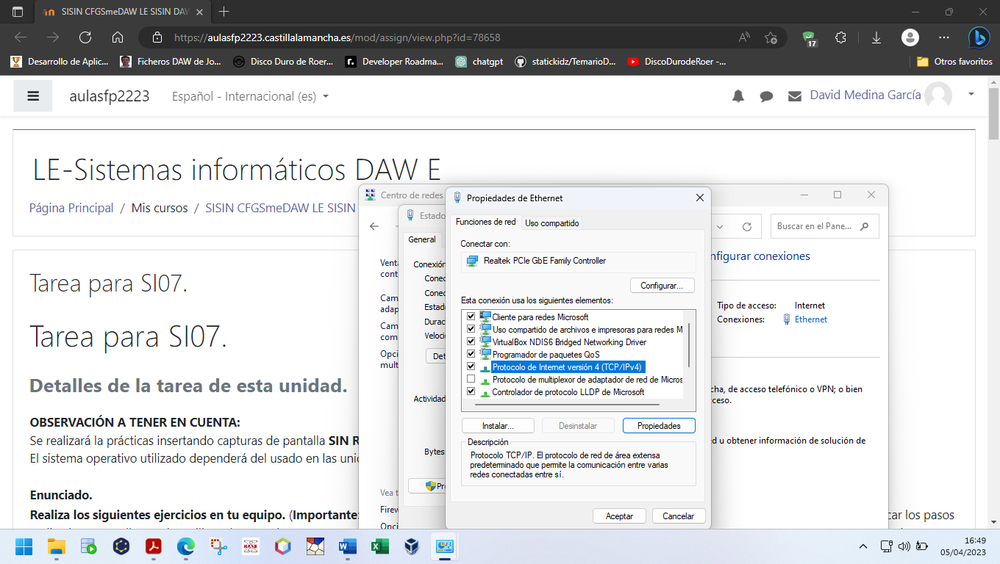 SISIN CFGSmeDAW LE SISIN DAW
https://aulasfp2223.castillalamancha.es/mod/assign/view.php?id=78658
17
Desarrollo de Aplic...
Ficheros DAW de Jo...
Disco Duro de Roer...
Developer Roadma...
chatgpt
statickidz/TemarioD...
DiscoDurodeRoer -...
Otros favoritos
aulasfp2223
Español - Internacional (es)
David Medina García
LE-Sistemas informáticos DAW E
Página Principal / Mis cursos / SISIN CFGSmeDAW LE SISIN
Tarea para SI07.
Tarea para SI07.
Detalles de la tarea de esta unidad.
OBSERVACIÓN A TENER EN CUENTA:
Se realizará la prácticas insertando capturas de pantalla SIN R
El sistema operativo utilizado dependerá del usado en las uni
Enunciado.
Realiza los siguientes ejercicios en tu equipo. (Importante:
car los pasos
Centro de redes
Buscar en el Pane...
Venta
cont
Cam
adap
Cam
com
Opci
mult
Vea t
Firew
Opci
nfigurar conexiones
Tipo de acceso:
Internet
Conexiones:
Ethernet
cha, de acceso telefónico o VPN; o bien
ceso.
ed u obtener información de solución de
Estado
General
Conexión
Conec
Conec
Estado
Durac
Veloci
Det
Actividad
Bytes
Pr
Propiedades de Ethernet
Funciones de red
Uso compartido
Conectar con:
Realtek PCIe GbE Family Controller
Configurar...
Esta conexión usa los siguientes elementos:
Cliente para redes Microsoft
Uso compartido de archivos e impresoras para redes M
VirtualBox NDIS6 Bridged Networking Driver
Programador de paquetes QoS
Protocolo de Internet versión 4 (TCP/IPv4)
Protocolo de multiplexor de adaptador de red de Micros
Controlador de protocolo LLDP de Microsoft
Instalar...
Desinstalar
Propiedades
Descripción
Protocolo TCP/IP. El protocolo de red de área extensa
predeterminado que permite la comunicación entre varias
redes conectadas entre sí.
Aceptar
Cancelar
16:49
05/04/2023